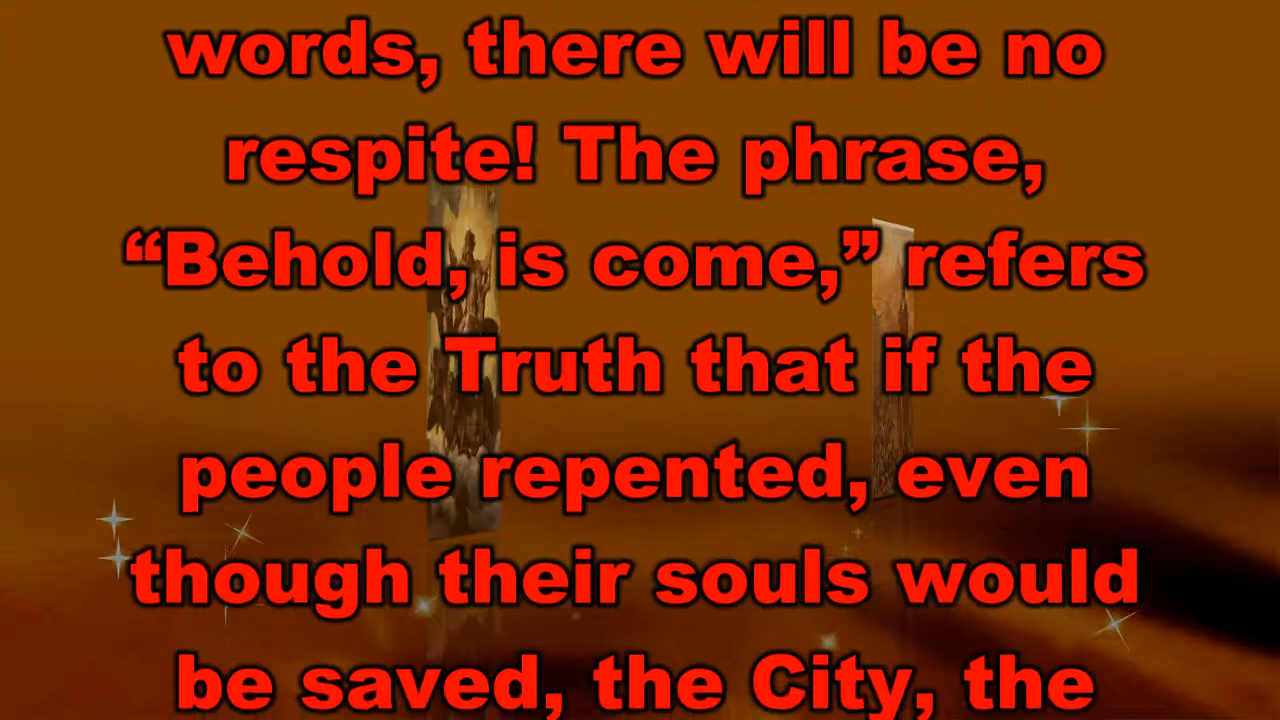 words, there will be no
respite! The phrase,
“Behold, is come,” refers
to the Truth that if the
people repented, even
though their souls would
be saved, the City, the